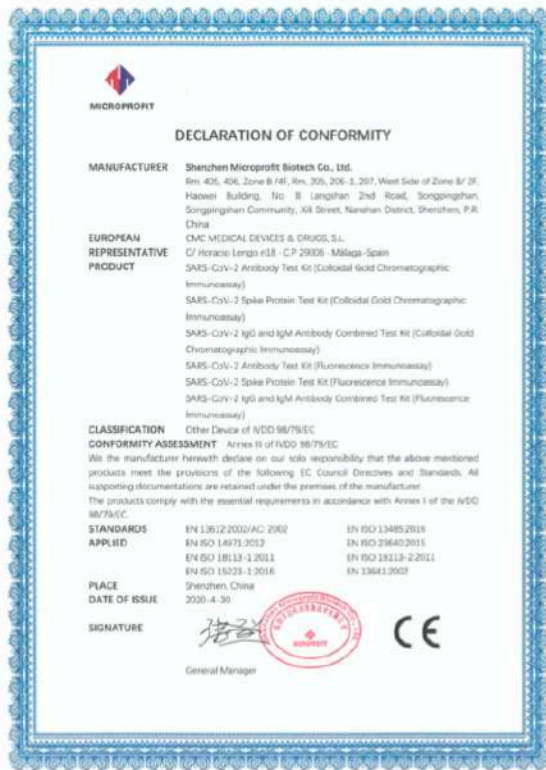 MICROPROFIT
DECLARATION OF CONFORMITY
MANUFACTURER Shenzhen Microprofit Biotech Co., Ltd.
Rm. 405, 406, Zone B /4F, Rm. 205, 206-1, 207, West Side of Zone B/ 2F,
Haowei Building, No. 8 Langshan 2nd Road, Songpingshan,
Songpingshan Community, Xili Street, Nanshan District, Shenzhen, P.R.
China
EUROPEAN CMC MEDICAL DEVICES & DRUGS, S.L.
REPRESENTATIVE C/ Horacio Lengo n18 · C.P 29006 · Málaga-Spain
PRODUCT SARS-CoV-2 Antibody Test Kit (Colloidal Gold Chromatographic
Immunoassay)
SARS-CoV-2 Spike Protein Test Kit (Colloidal Gold Chromatographic
Immunoassay)
SARS-CoV-2 IgG and IgM Antibody Combined Test Kit (Colloidal Gold
Chromatographic Immunoassay)
SARS-CoV-2 Antibody Test Kit (Fluorescence Immunoassay)
SARS-CoV-2 Spike Protein Test Kit (Fluorescence Immunoassay)
SARS-CoV-2 IgG and IgM Antibody Combined Test Kit (Fluorescence
Immunoassay)
CLASSIFICATION Other Device of IVDD 98/79/EC
CONFORMITY ASSESSMENT Annex III of IVDD 98/79/EC
We the manufacturer herewith declare on our solo responsibility that the above mentioned
products meet the provisions of the following EC Council Directives and Standards. All
supporting documentations are retained under the premises of the manufacturer.
The products comply with the essential requirements in accordance with Annex I of the IVDD
98/79/EC.
STANDARDS EN 13612:2002/AC: 2002 EN ISO 13485:2016
APPLIED EN ISO 14971:2012 EN ISO 23640:2015
EN ISO 18113-1:2011 EN ISO 18113-2:2011
EN ISO 15223-1:2016 EN 13641:2002
PLACE Shenzhen, China
DATE OF ISSUE 2020-4-30
SIGNATURE
MICROPROFIT
CE
General Manager